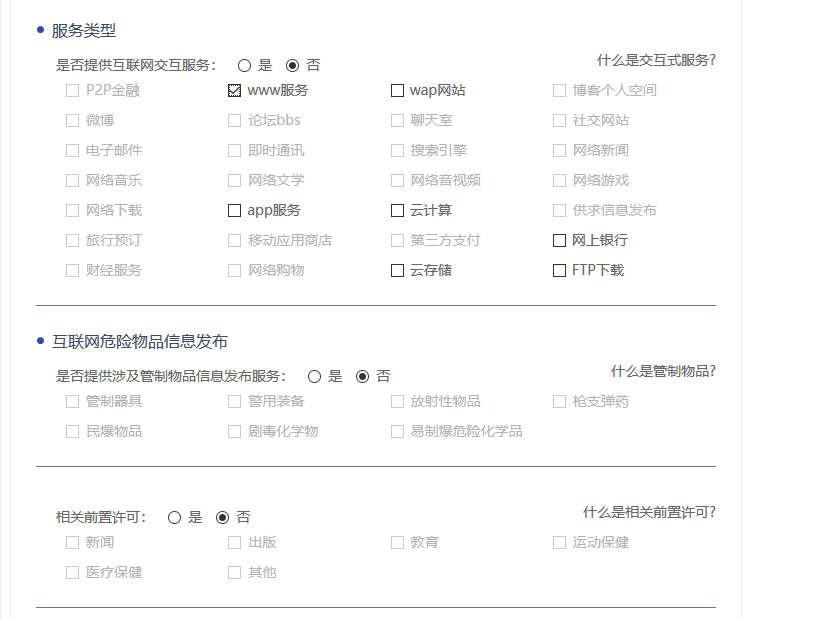 服务类型
是否提供互联网交互服务： 是 否 什么是交互式服务?
P2P金融 www服务 wap网站 博客个人空间
微博 论坛bbs 聊天室 社交网站
电子邮件 即时通讯 搜索引擎 网络新闻
网络音乐 网络文学 网络音视频 网络游戏
网络下载 app服务 云计算 供求信息发布
旅行预订 移动应用商店 第三方支付 网上银行
财经服务 网络购物 云存储 FTP下载
互联网危险物品信息发布
是否提供涉及管制物品信息发布服务： 是 否 什么是管制物品?
管制器具 警用装备 放射性物品 枪支弹药
民爆物品 剧毒化学物 易制爆危险化学品
相关前置许可： 是 否 什么是相关前置许可?
新闻 出版 教育 运动保健
医疗保健 其他